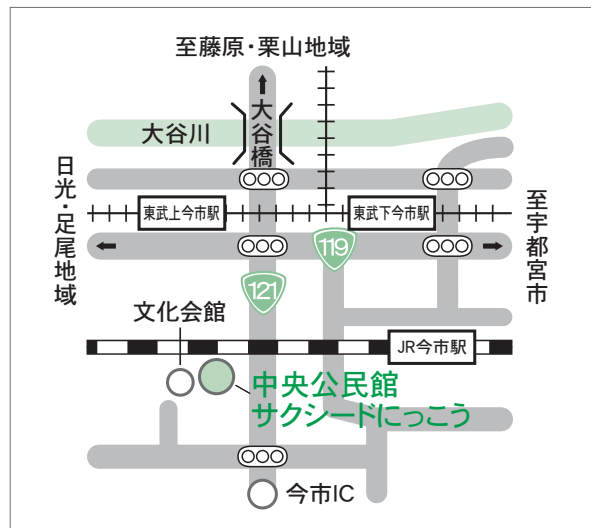 至藤原・栗山地域
大谷橋
大谷川
日光・足尾地域
東武上今市駅
東武下今市駅
至宇都宮市
119
121
文化会館
JR今市駅
中央公民館
サクシードにっこう
今市IC